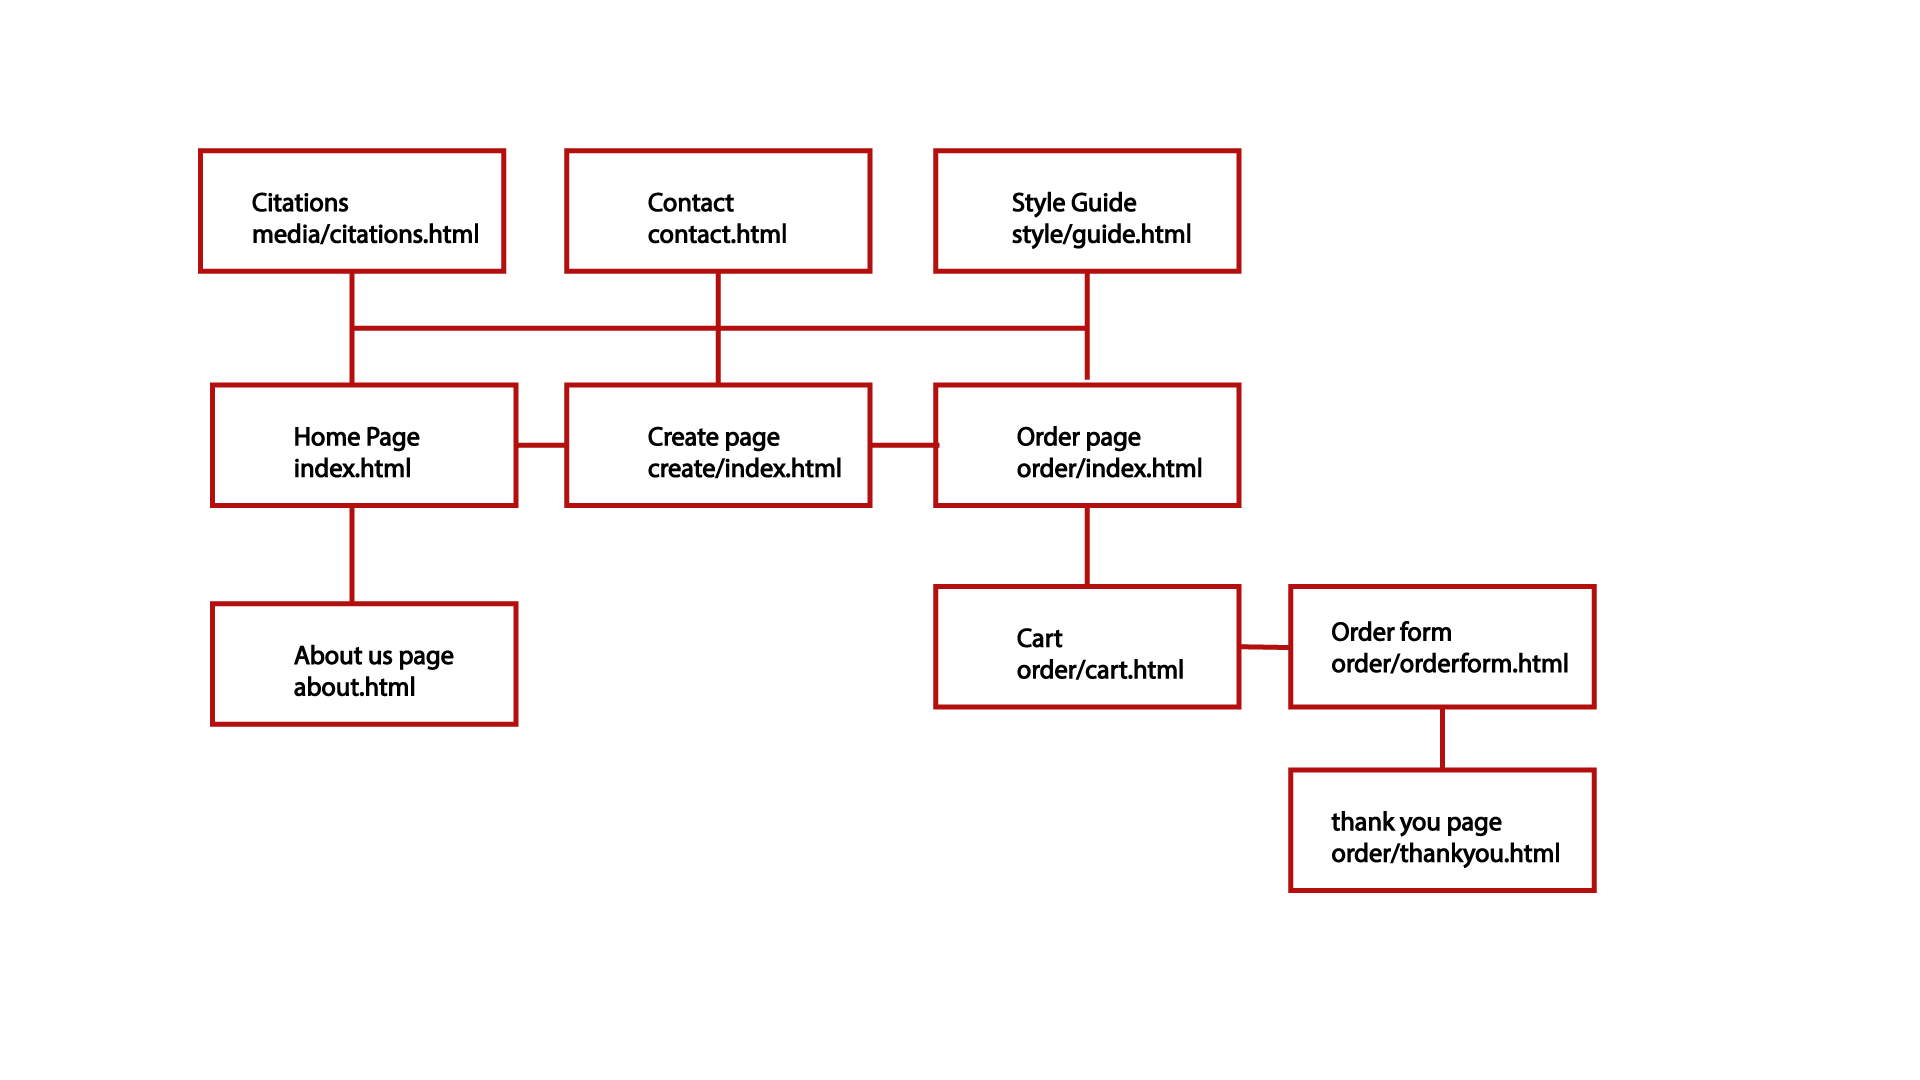 Citations
media/citations.html
Contact
contact.html
Style Guide
style/guide.html
Home Page
index.html
Create page
create/index.html
Order page
order/index.html
About us page
about.html
Cart
order/cart.html
Order form
order/orderform.html
thank you page
order/thankyou.html